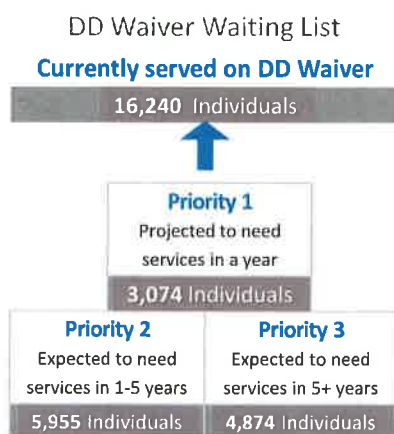 DD Waiver Waiting List
Currently served on DD Waiver
16,240 Individuals
Priority 1
Projected to need
services in a year
3,074 Individuals
Priority 2
Expected to need
services in 1-5 years
5,955 Individuals
Priority 3
Expected to need
services in 5+ years
4,874 Individuals